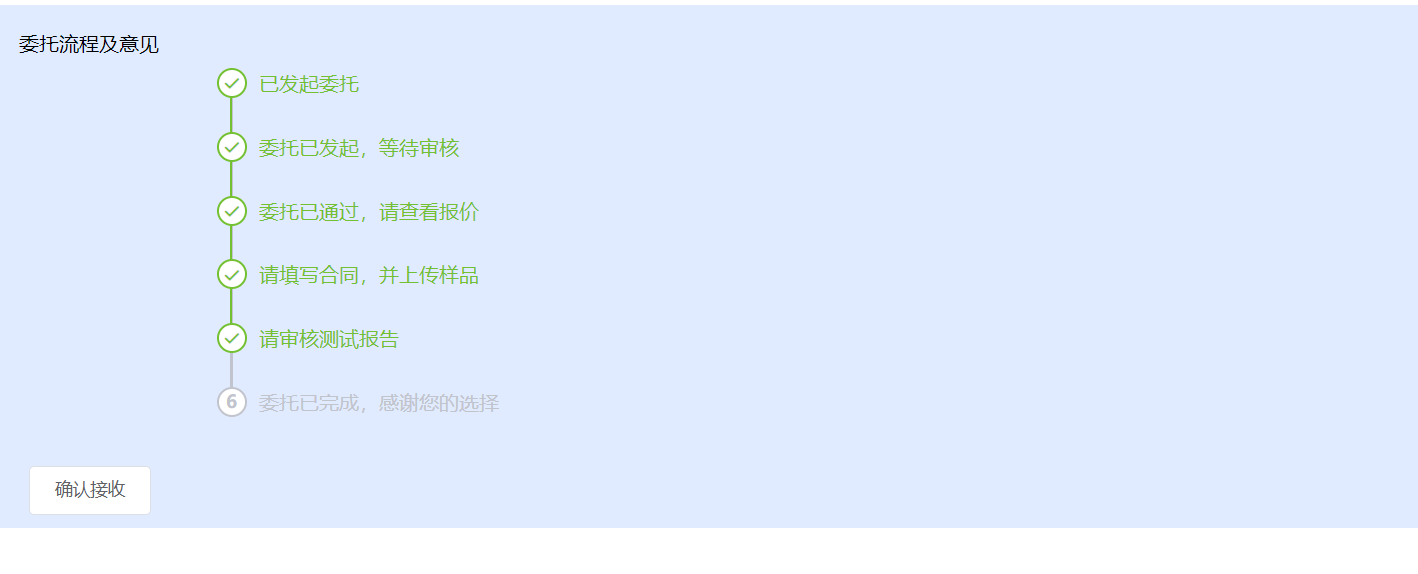 委托流程及意见
已发起委托
委托已发起，等待审核
委托已通过，请查看报价
请填写合同，并上传样品
请审核测试报告
6 委托已完成，感谢您的选择
确认接收